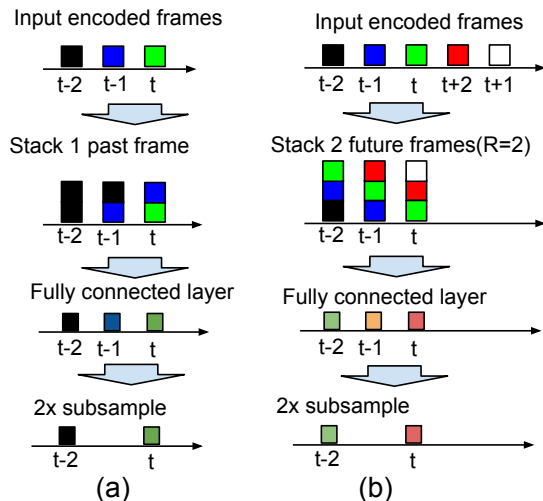 Input encoded frames
t-2 t-1 t
Stack 1 past frame
t-2 t-1 t
Fully connected layer
t-2 t-1 t
2x subsample
t-2 t
(a)
Input encoded frames
t-2 t-1 t t+2 t+1
Stack 2 future frames(R=2)
t-2 t-1 t
Fully connected layer
t-2 t-1 t
2x subsample
t-2 t
(b)